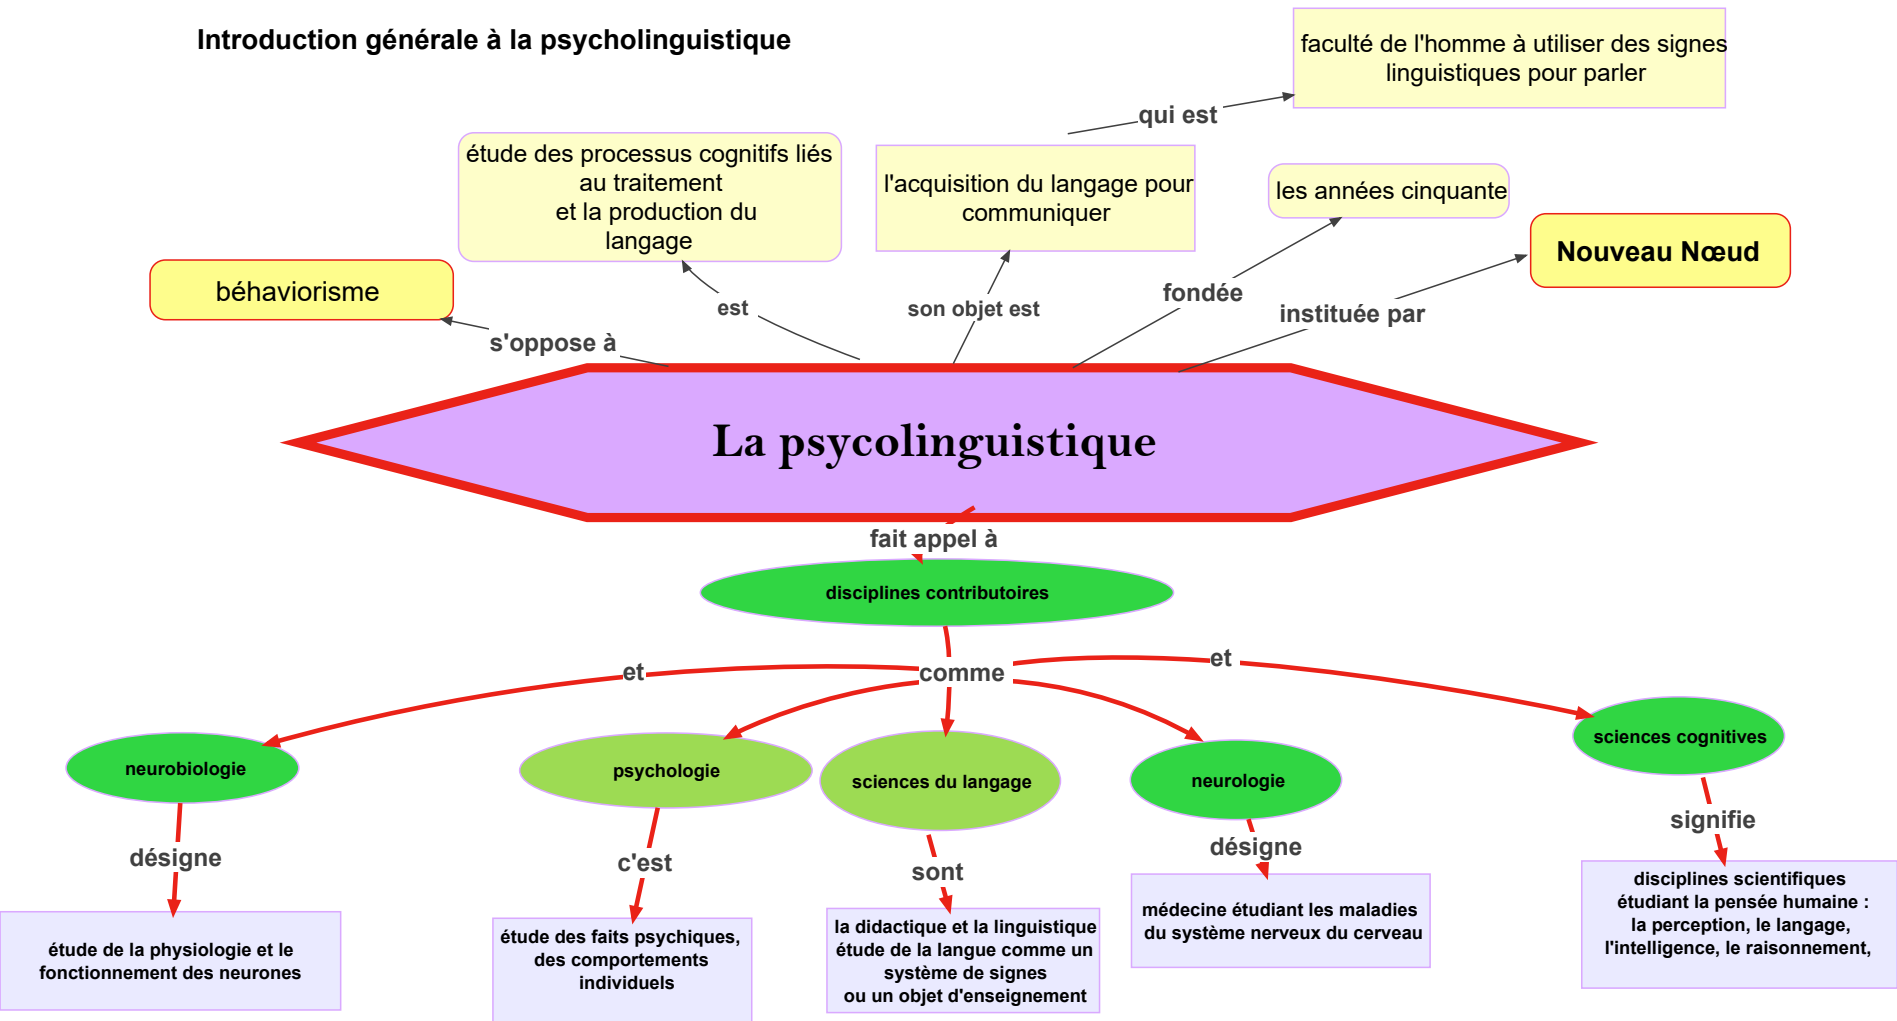 Introduction générale à la psycholinguistique
faculté de l'homme à utiliser des signes
linguistiques pour parler
qui est
étude des processus cognitifs liés
au traitement
et la production du
langage
l'acquisition du langage pour
communiquer
les années cinquante
Nouveau Nœud
béhaviorisme
s'oppose à
est
son objet est
fondée
instituée par
La psycolinguistique
fait appel à
disciplines contributoires
et
comme
et
neurobiologie
psychologie
sciences du langage
neurologie
sciences cognitives
désigne
c'est
sont
désigne
signifie
étude de la physiologie et le
fonctionnement des neurones
étude des faits psychiques,
des comportements
individuels
la didactique et la linguistique
étude de la langue comme un
système de signes
ou un objet d'enseignement
médecine étudiant les maladies
du système nerveux du cerveau
disciplines scientifiques
étudiant la pensée humaine :
la perception, le langage,
l'intelligence, le raisonnement,